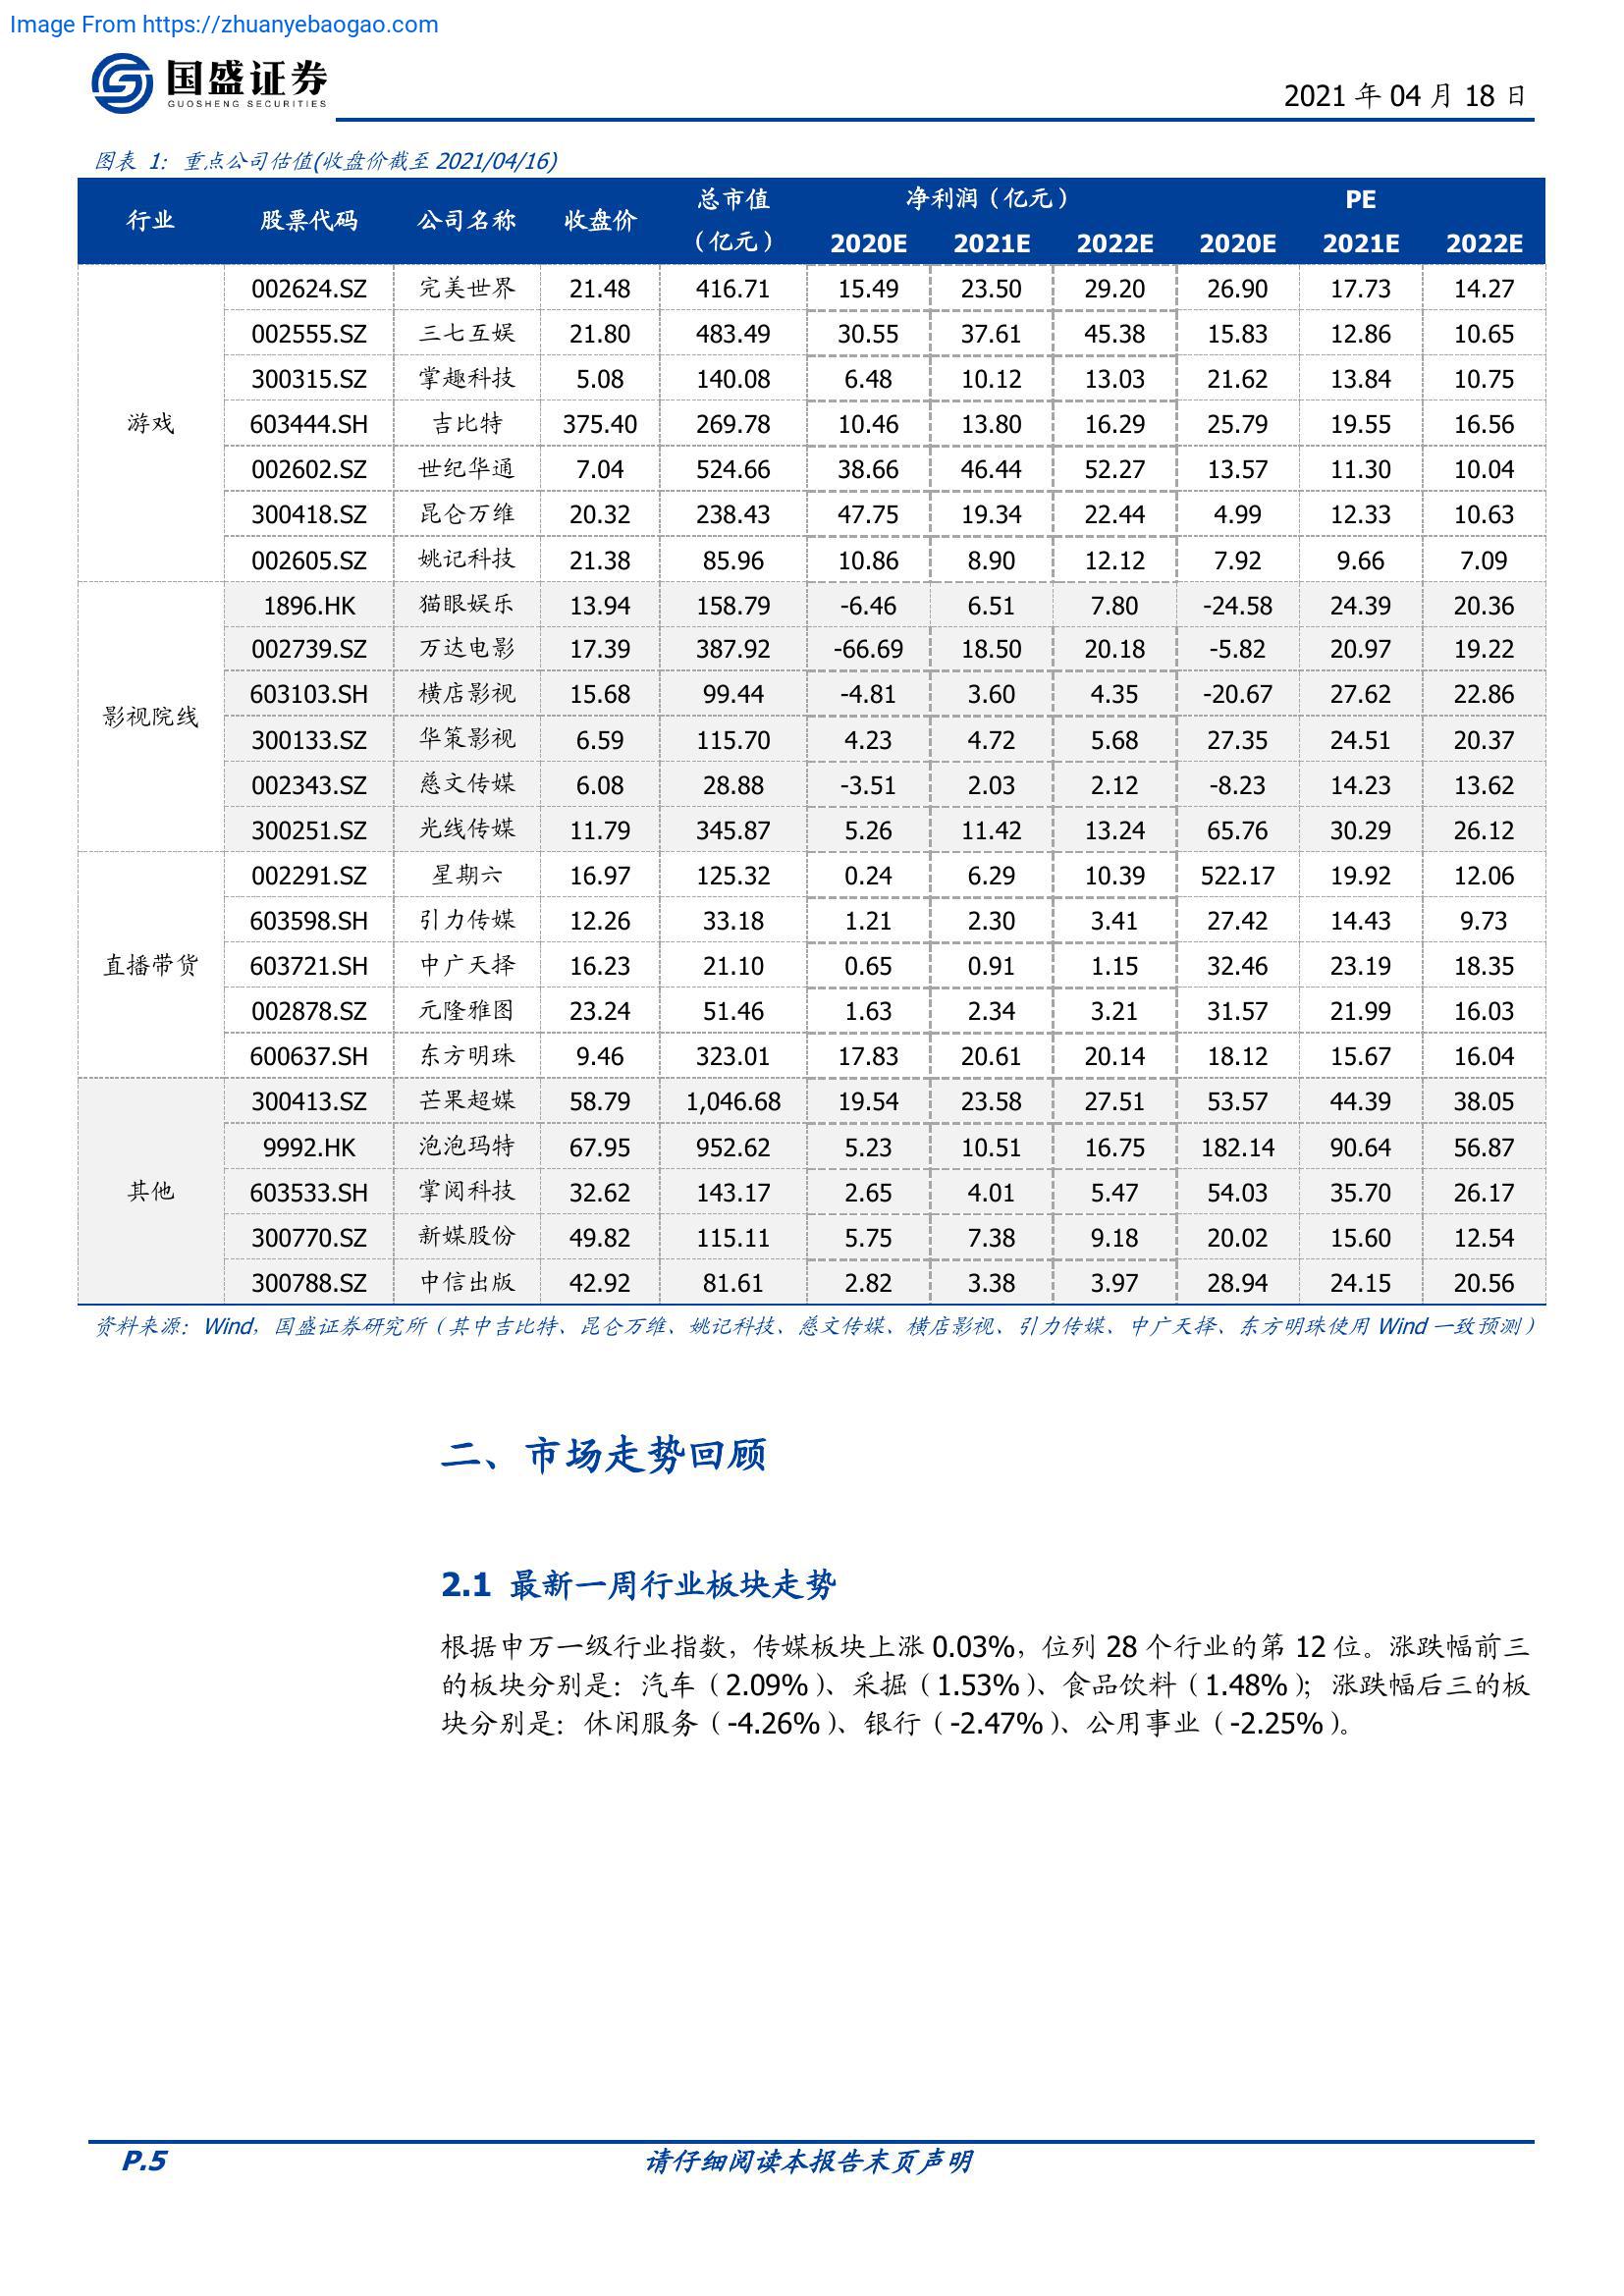 Image From https://zhuanyebaogao.com
国盛证券
GUOSHENG SECURITIES
2021 年 04 月 18 日
图表 1：重点公司估值(收盘价截至 2021/04/16)
行业 股票代码 公司名称 收盘价 总市值（亿元） 净利润（亿元） PE
2020E 2021E 2022E 2020E 2021E 2022E
游戏
002624.SZ 完美世界 21.48 416.71 15.49 23.50 29.20 26.90 17.73 14.27
002555.SZ 三七互娱 21.80 483.49 30.55 37.61 45.38 15.83 12.86 10.65
300315.SZ 掌趣科技 5.08 140.08 6.48 10.12 13.03 21.62 13.84 10.75
603444.SH 吉比特 375.40 269.78 10.46 13.80 16.29 25.79 19.55 16.56
002602.SZ 世纪华通 7.04 524.66 38.66 46.44 52.27 13.57 11.30 10.04
300418.SZ 昆仑万维 20.32 238.43 47.75 19.34 22.44 4.99 12.33 10.63
002605.SZ 姚记科技 21.38 85.96 10.86 8.90 12.12 7.92 9.66 7.09
影视院线
1896.HK 猫眼娱乐 13.94 158.79 -6.46 6.51 7.80 -24.58 24.39 20.36
002739.SZ 万达电影 17.39 387.92 -66.69 18.50 20.18 -5.82 20.97 19.22
603103.SH 横店影视 15.68 99.44 -4.81 3.60 4.35 -20.67 27.62 22.86
300133.SZ 华策影视 6.59 115.70 4.23 4.72 5.68 27.35 24.51 20.37
002343.SZ 慈文传媒 6.08 28.88 -3.51 2.03 2.12 -8.23 14.23 13.62
300251.SZ 光线传媒 11.79 345.87 5.26 11.42 13.24 65.76 30.29 26.12
直播带货
002291.SZ 星期六 16.97 125.32 0.24 6.29 10.39 522.17 19.92 12.06
603598.SH 引力传媒 12.26 33.18 1.21 2.30 3.41 27.42 14.43 9.73
603721.SH 中广天择 16.23 21.10 0.65 0.91 1.15 32.46 23.19 18.35
002878.SZ 元隆雅图 23.24 51.46 1.63 2.34 3.21 31.57 21.99 16.03
600637.SH 东方明珠 9.46 323.01 17.83 20.61 20.14 18.12 15.67 16.04
其他
300413.SZ 芒果超媒 58.79 1,046.68 19.54 23.58 27.51 53.57 44.39 38.05
9992.HK 泡泡玛特 67.95 952.62 5.23 10.51 16.75 182.14 90.64 56.87
603533.SH 掌阅科技 32.62 143.17 2.65 4.01 5.47 54.03 35.70 26.17
300770.SZ 新媒股份 49.82 115.11 5.75 7.38 9.18 20.02 15.60 12.54
300788.SZ 中信出版 42.92 81.61 2.82 3.38 3.97 28.94 24.15 20.56
资料来源：Wind，国盛证券研究所（其中吉比特、昆仑万维、姚记科技、慈文传媒、横店影视、引力传媒、中广天择、东方明珠使用 Wind 一致预测）
二、市场走势回顾
2.1 最新一周行业板块走势
根据申万一级行业指数，传媒板块上涨 0.03%，位列 28 个行业的第 12 位。涨跌幅前三
的板块分别是：汽车（2.09%）、采掘（1.53%）、食品饮料（1.48%）；涨跌幅后三的板
块分别是：休闲服务（-4.26%）、银行（-2.47%）、公用事业（-2.25%）。
P.5
请仔细阅读本报告末页声明